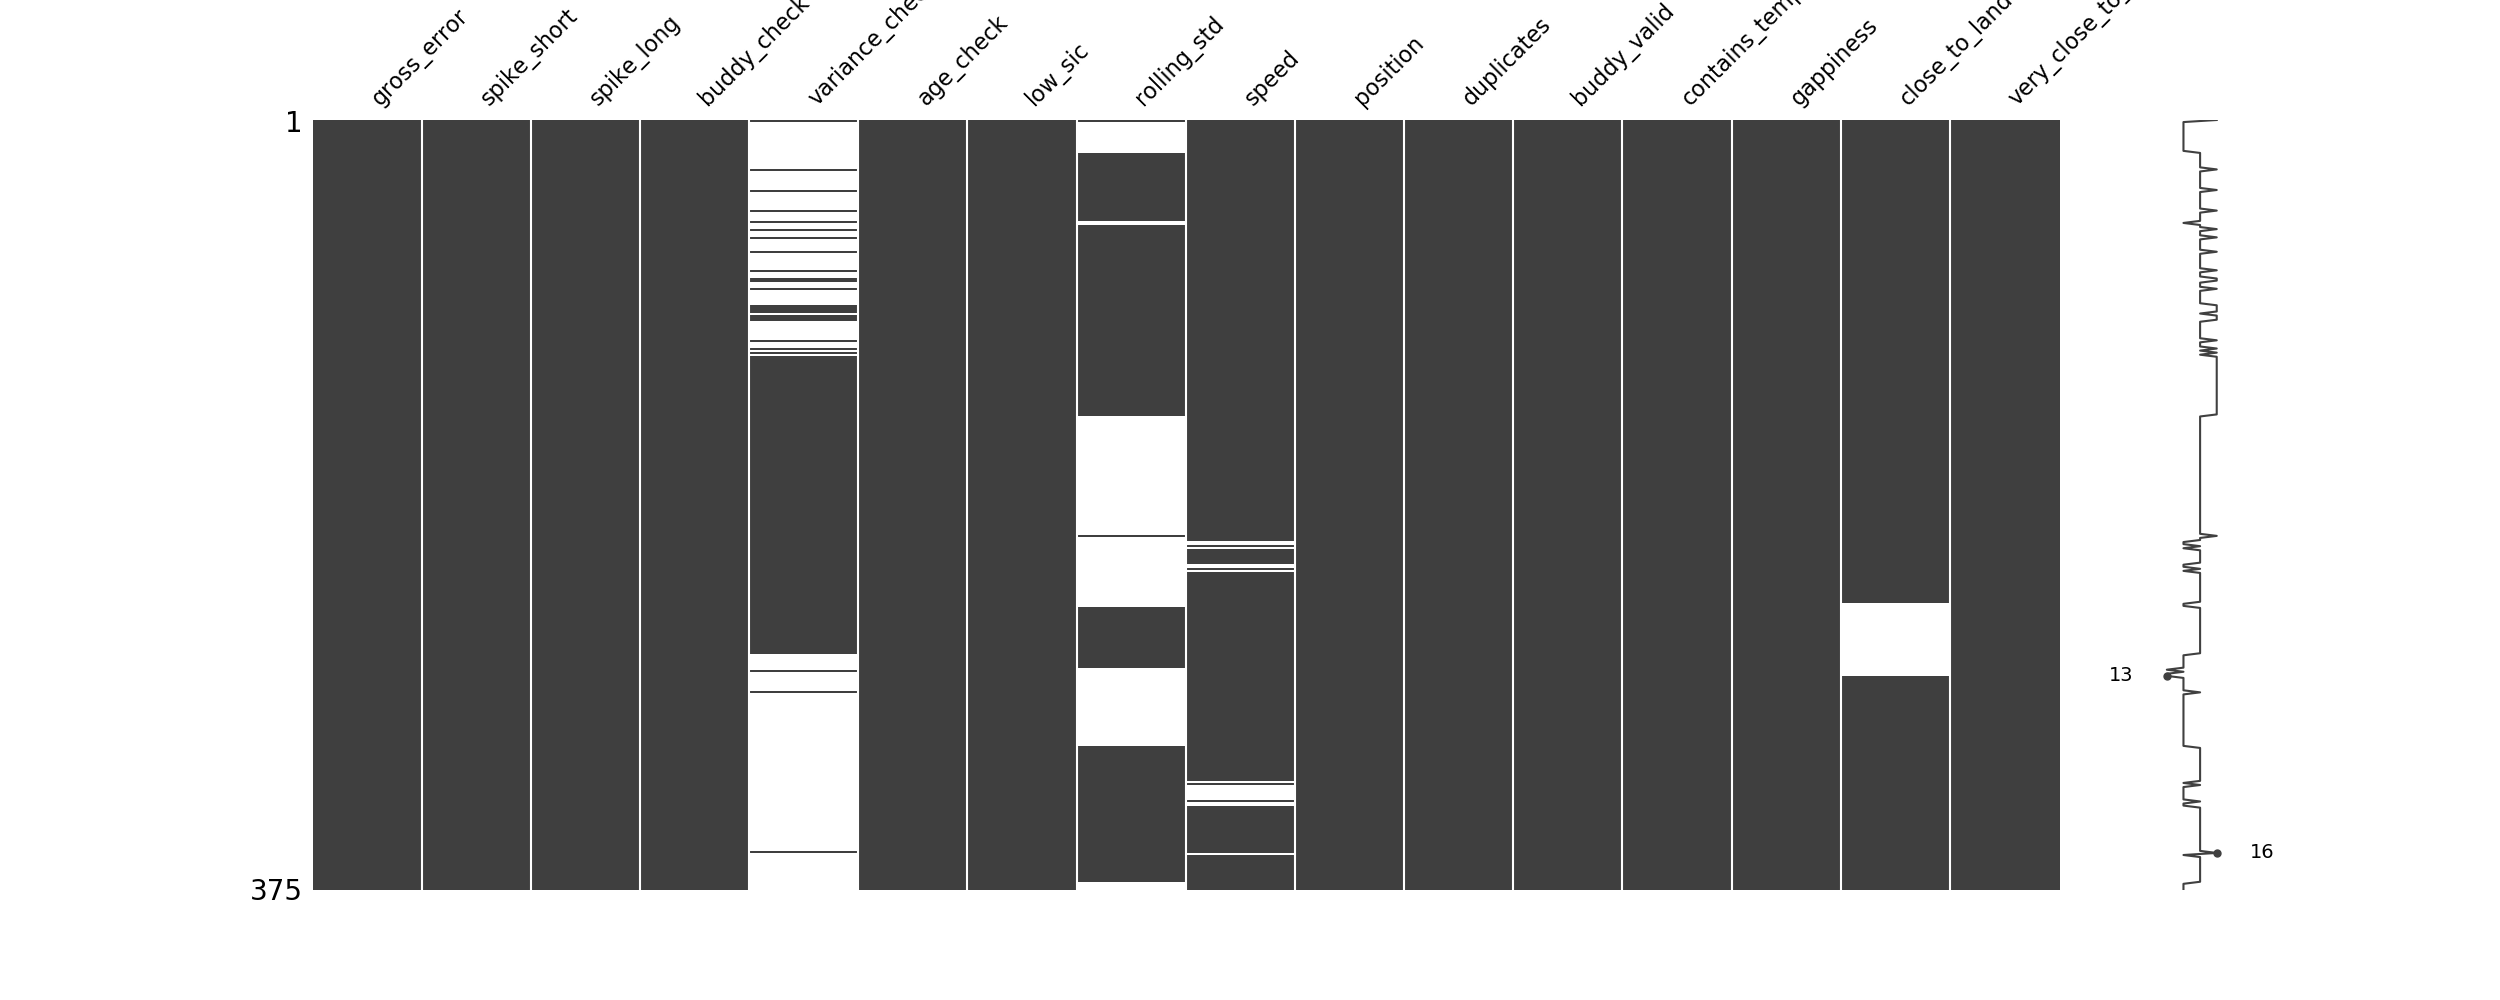 gross_error
spike_short
spike_long
buddy_check
age_check
low_sic
rolling_std
speed
position
duplicates
buddy_valid
gappiness
close_to_land
1
13
16
375